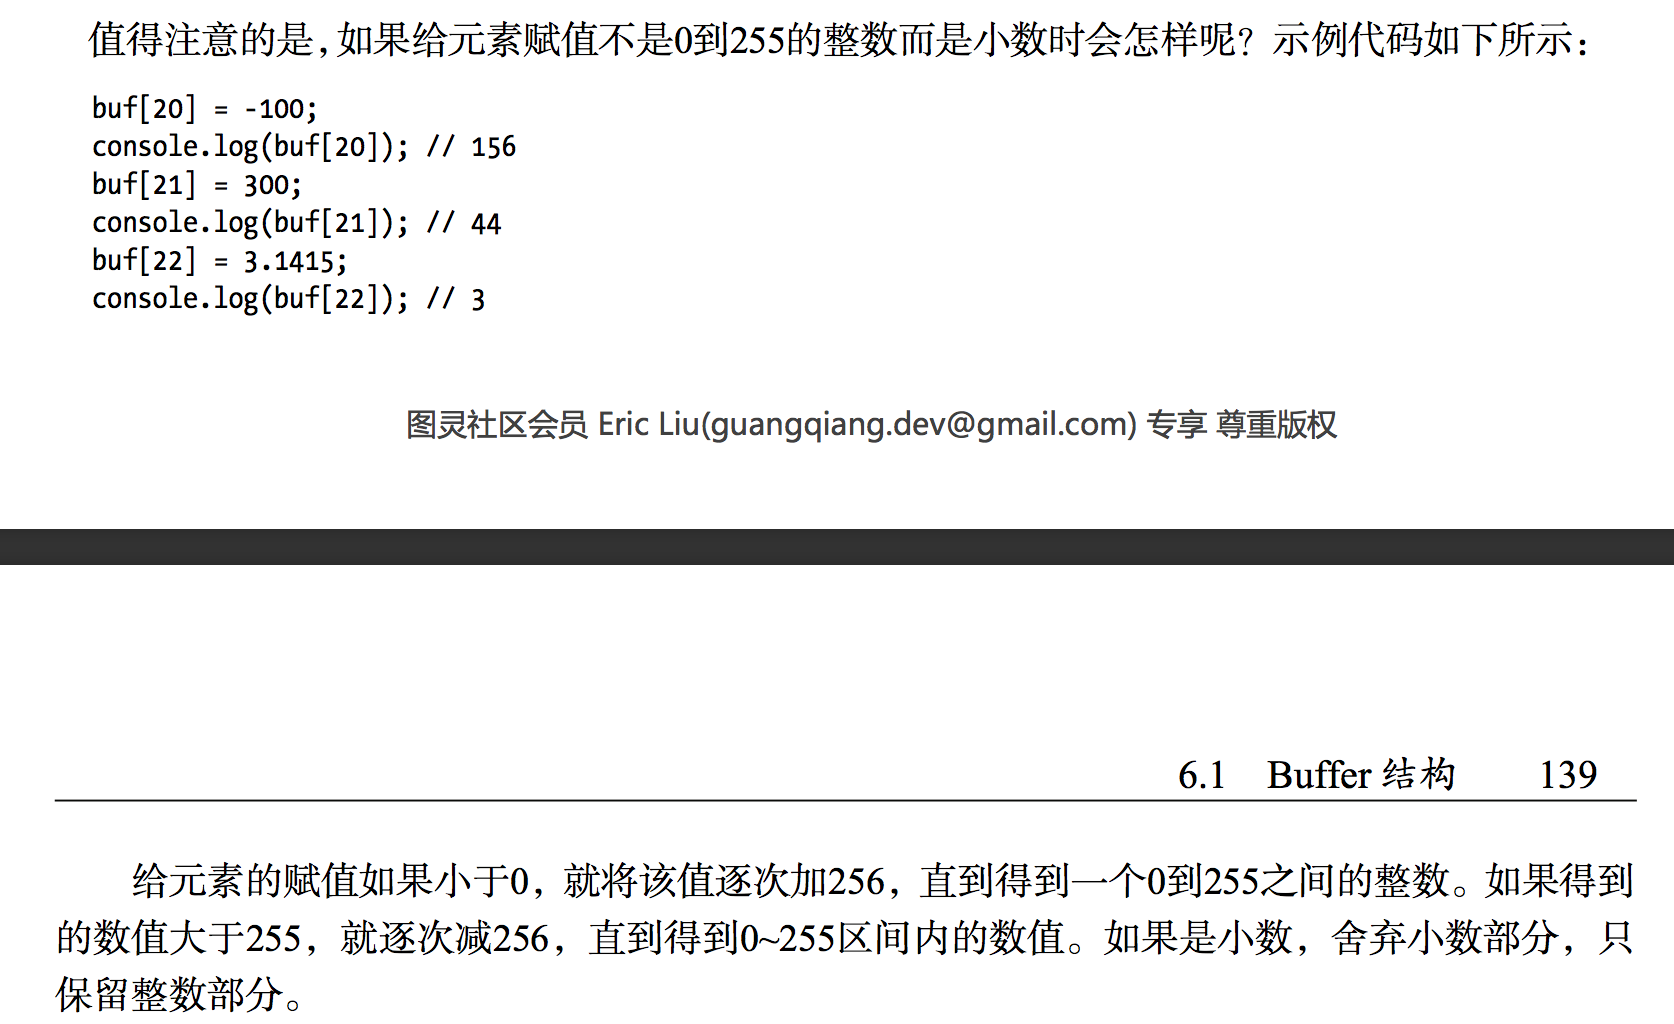 值得注意的是，如果给元素赋值不是0到255的整数而是小数时会怎样呢？示例代码如下所示：
buf[20] = -100;
console.log(buf[20]); // 156
buf[21] = 300;
console.log(buf[21]); // 44
buf[22] = 3.1415;
console.log(buf[22]); // 3
图灵社区会员 Eric Liu(guangqiang.dev@gmail.com) 专享 尊重版权
6.1 Buffer 结构 139
给元素的赋值如果小于0，就将该值逐次加256，直到得到一个0到255之间的整数。如果得到
的数值大于255，就逐次减256，直到得到0~255区间内的数值。如果是小数，舍弃小数部分，只
保留整数部分。